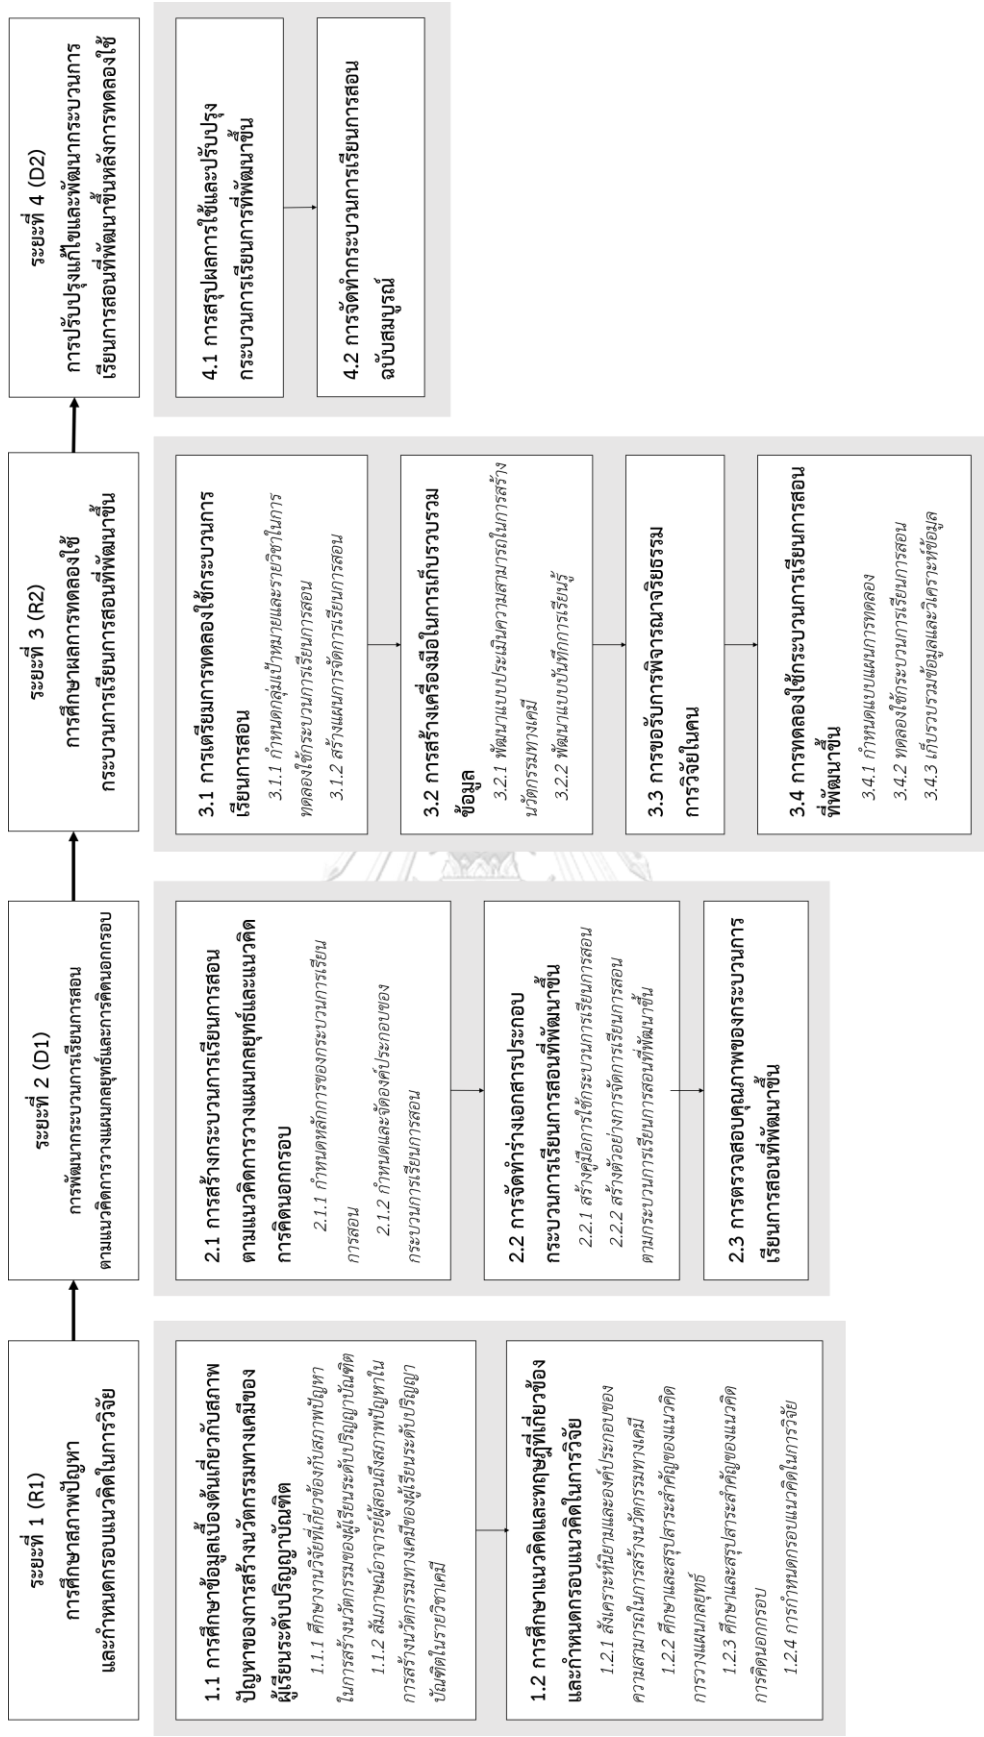 ระยะที่ 1 (R1)
การศึกษาสภาพปัญหา
และกำหนดกรอบแนวคิดในการวิจัย
1.1 การศึกษาข้อมูลเบื้องต้นเกี่ยวกับสภาพ
ปัญหาของการสร้างนวัตกรรมทางเคมีของ
ผู้เรียนระดับปริญญาบัณฑิต
1.1.1 ศึกษางานวิจัยที่เกี่ยวข้องกับสภาพปัญหา
ในการสร้างนวัตกรรมของผู้เรียนระดับปริญญาบัณฑิต
1.1.2 สัมภาษณ์อาจารย์ผู้สอนถึงสภาพปัญหาใน
การสร้างนวัตกรรมทางเคมีของผู้เรียนระดับปริญญา
บัณฑิตในรายวิชาเคมี
1.2 การศึกษาแนวคิดและทฤษฎีที่เกี่ยวข้อง
และกำหนดกรอบแนวคิดในการวิจัย
1.2.1 สังเคราะห์นิยามและองค์ประกอบของ
ความสามารถในการสร้างนวัตกรรมทางเคมี
1.2.2 ศึกษาและสรุปสาระสำคัญของแนวคิด
การวางแผนกลยุทธ์
1.2.3 ศึกษาและสรุปสาระสำคัญของแนวคิด
การคิดนอกกรอบ
1.2.4 การกำหนดกรอบแนวคิดในการวิจัย
ระยะที่ 2 (D1)
การพัฒนากระบวนการเรียนการสอน
ตามแนวคิดการวางแผนกลยุทธ์และการคิดนอกกรอบ
2.1 การสร้างกระบวนการเรียนการสอน
ตามแนวคิดการวางแผนกลยุทธ์และแนวคิด
การคิดนอกกรอบ
2.1.1 กำหนดหลักการของกระบวนการเรียน
การสอน
2.1.2 กำหนดและจัดองค์ประกอบของ
กระบวนการเรียนการสอน
2.2 การจัดทำร่างเอกสารประกอบ
กระบวนการเรียนการสอนที่พัฒนาขึ้น
2.2.1 สร้างคู่มือการใช้กระบวนการเรียนการสอน
2.2.2 สร้างตัวอย่างการจัดการเรียนการสอน
ตามกระบวนการเรียนการสอนที่พัฒนาขึ้น
2.3 การตรวจสอบคุณภาพของกระบวนการ
เรียนการสอนที่พัฒนาขึ้น
ระยะที่ 3 (R2)
การศึกษาผลการทดลองใช้
กระบวนการเรียนการสอนที่พัฒนาขึ้น
3.1 การเตรียมการทดลองใช้กระบวนการ
เรียนการสอน
3.1.1 กำหนดกลุ่มเป้าหมายและรายวิชาในการ
ทดลองใช้กระบวนการเรียนการสอน
3.1.2 สร้างแผนการจัดการเรียนการสอน
3.2 การสร้างเครื่องมือในการเก็บรวบรวม
ข้อมูล
3.2.1 พัฒนาแบบประเมินความสามารถในการสร้าง
นวัตกรรมทางเคมี
3.2.2 พัฒนาแบบบันทึกการเรียนรู้
3.3 การขอรับการพิจารณาจริยธรรม
การวิจัยในคน
3.4 การทดลองใช้กระบวนการเรียนการสอน
ที่พัฒนาขึ้น
3.4.1 กำหนดแบบแผนการทดลอง
3.4.2 ทดลองใช้กระบวนการเรียนการสอน
3.4.3 เก็บรวบรวมข้อมูลและวิเคราะห์ข้อมูล
ระยะที่ 4 (D2)
การปรับปรุงแก้ไขและพัฒนากระบวนการ
เรียนการสอนที่พัฒนาขึ้นหลังการทดลองใช้
4.1 การสรุปผลการใช้และปรับปรุง
กระบวนการเรียนการที่พัฒนาขึ้น
4.2 การจัดทำกระบวนการเรียนการสอน
ฉบับสมบูรณ์